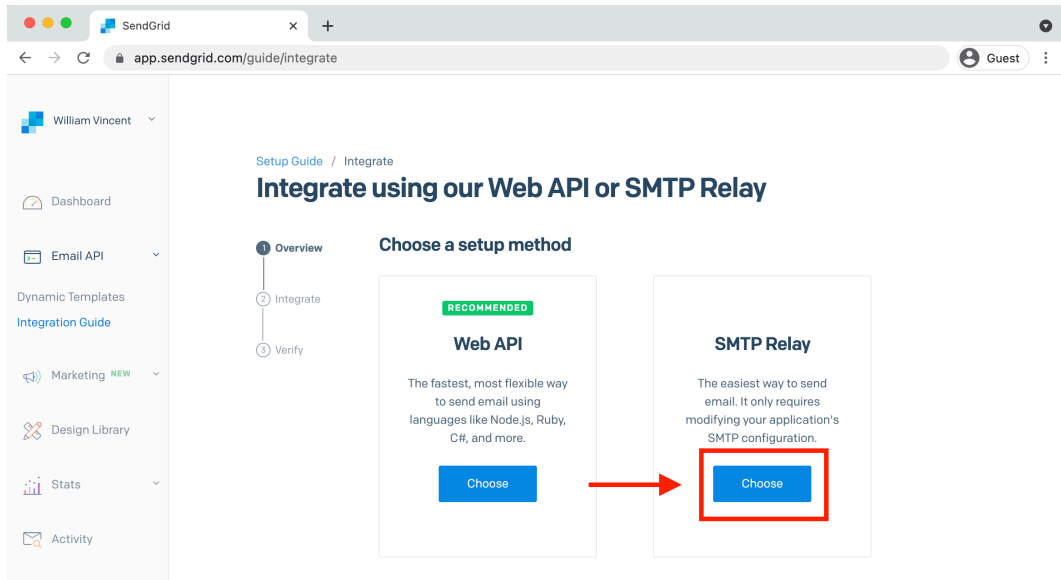 SendGrid
app.sendgrid.com/guide/integrate
Guest
William Vincent
Dashboard
Email API
Dynamic Templates
Integration Guide
Marketing NEW
Design Library
Stats
Activity
Setup Guide / Integrate
Integrate using our Web API or SMTP Relay
1 Overview
2 Integrate
3 Verify
Choose a setup method
RECOMMENDED
Web API
The fastest, most flexible way
to send email using
languages like Node.js, Ruby,
C#, and more.
Choose
SMTP Relay
The easiest way to send
email. It only requires
modifying your application's
SMTP configuration.
Choose